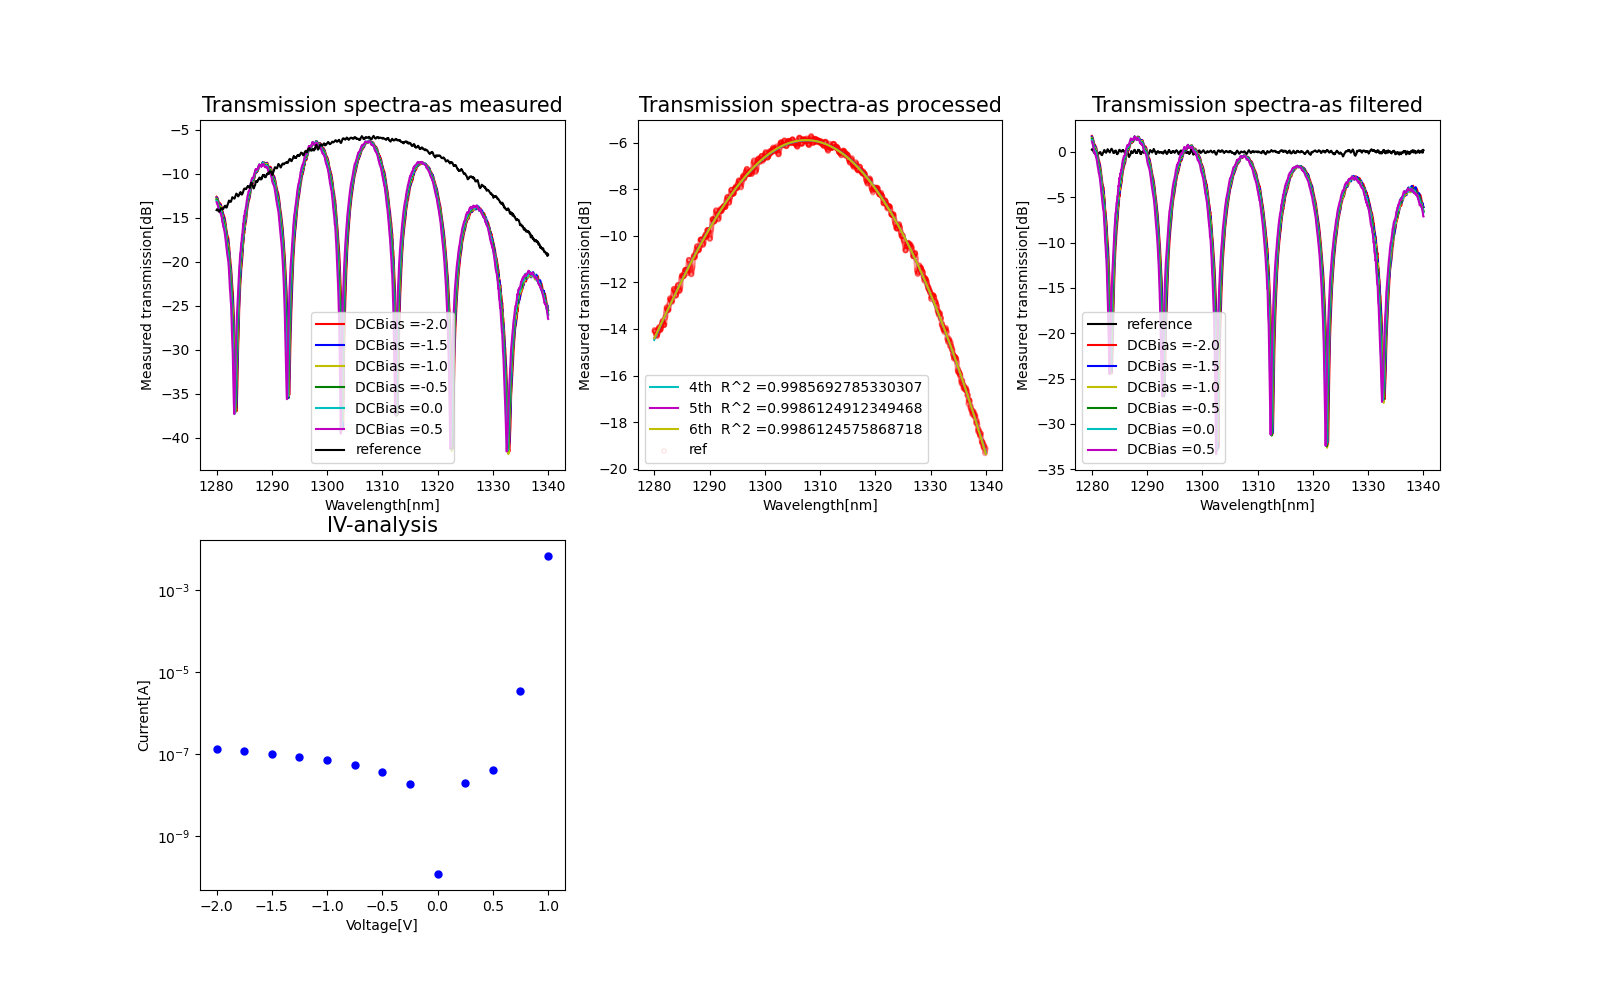 Transmission spectra-as measured
Measured transmission[dB]
−5
−10
−15
−20
−25
−30
−35
−40
DCBias =-2.0
DCBias =-1.5
DCBias =-1.0
DCBias =-0.5
DCBias =0.0
DCBias =0.5
reference
1280 1290 1300 1310 1320 1330 1340
Wavelength[nm]
Transmission spectra-as processed
Measured transmission[dB]
−6
−8
−10
−12
−14
−16
−18
−20
4th R^2 =0.9985692785330307
5th R^2 =0.9986124912349468
6th R^2 =0.9986124575868718
ref
1280 1290 1300 1310 1320 1330 1340
Wavelength[nm]
Transmission spectra-as filtered
Measured transmission[dB]
0
−5
−10
−15
−20
−25
−30
−35
reference
DCBias =-2.0
DCBias =-1.5
DCBias =-1.0
DCBias =-0.5
DCBias =0.0
DCBias =0.5
1280 1290 1300 1310 1320 1330 1340
Wavelength[nm]
IV-analysis
Current[A]
10⁻³
10⁻⁵
10⁻⁷
10⁻⁹
−2.0 −1.5 −1.0 −0.5 0.0 0.5 1.0
Voltage[V]